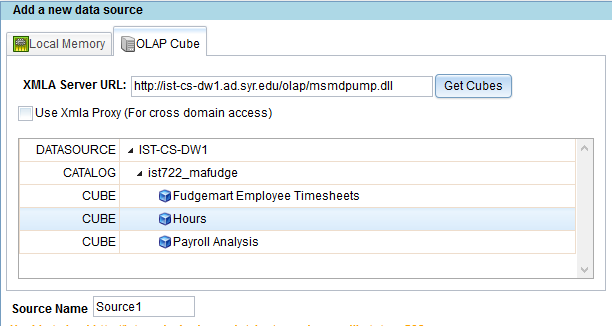 Add a new data source
Local Memory OLAP Cube
XMLA Server URL: http://ist-cs-dw1.ad.syr.edu/olap/msmdpump.dll Get Cubes
Use Xmla Proxy (For cross domain access)
DATASOURCE IST-CS-DW1
CATALOG ist722_mafudge
CUBE Fudgemart Employee Timesheets
CUBE Hours
CUBE Payroll Analysis
Source Name Source1